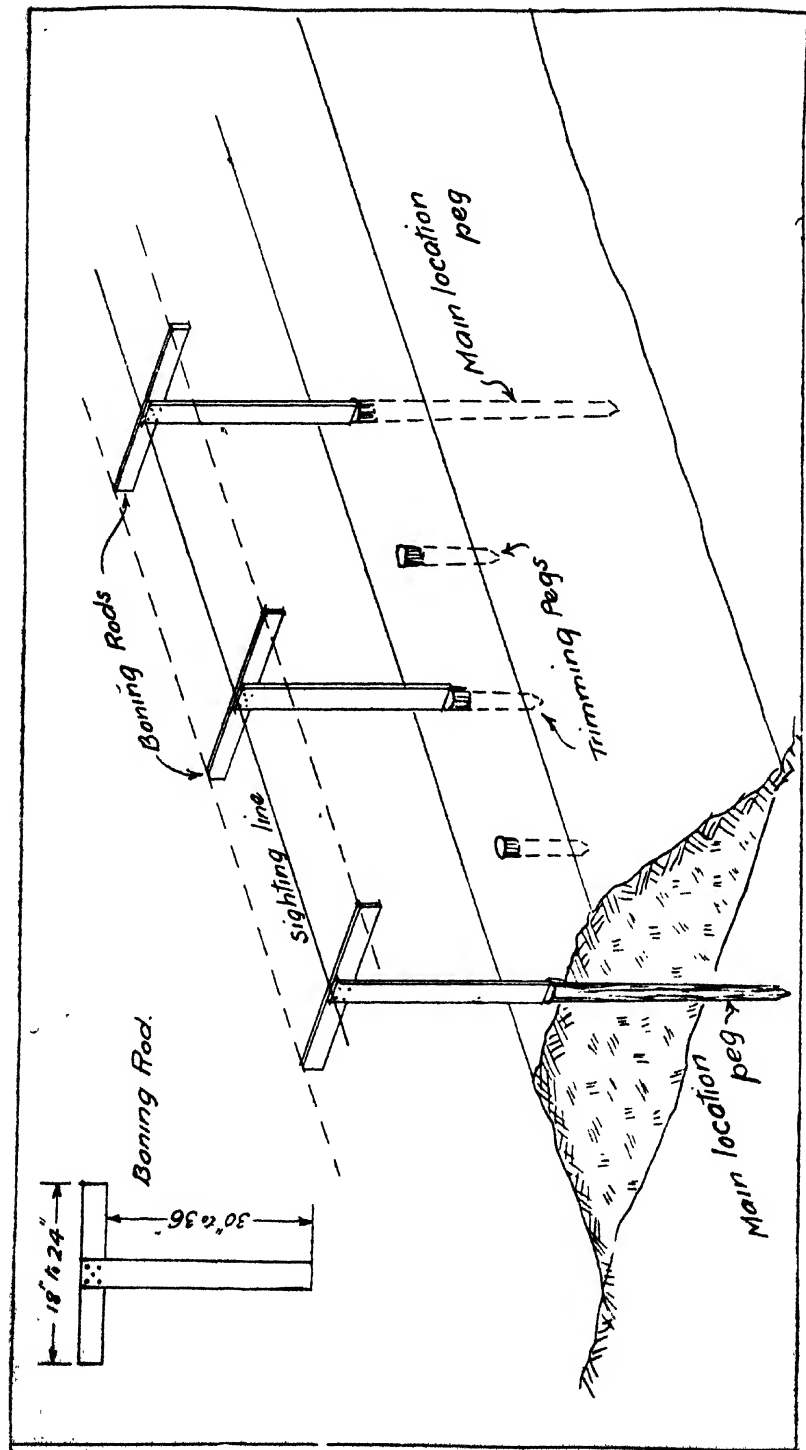 18" to 24"
30" to 36"
Boning Rod.
Boning Rods
sighting line
Main location
peg
Trimming Pegs
Main location
peg